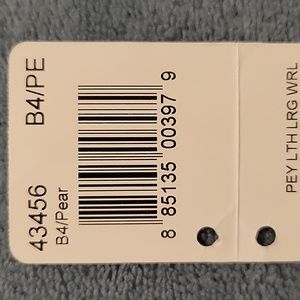 43456 B4/PE
B4/Pear
8 85135 00397 9
PEY LTH LRG WRL